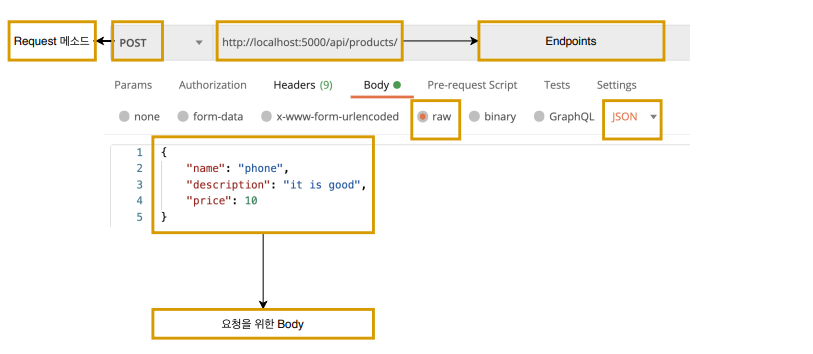 Request 메소드 POST http://localhost:5000/api/products/ Endpoints
Params Authorization Headers (9) Body Pre-request Script Tests Settings
none form-data x-www-form-urlencoded raw binary GraphQL JSON
1 {
2 "name": "phone",
3 "description": "it is good",
4 "price": 10
5 }
요청을 위한 Body